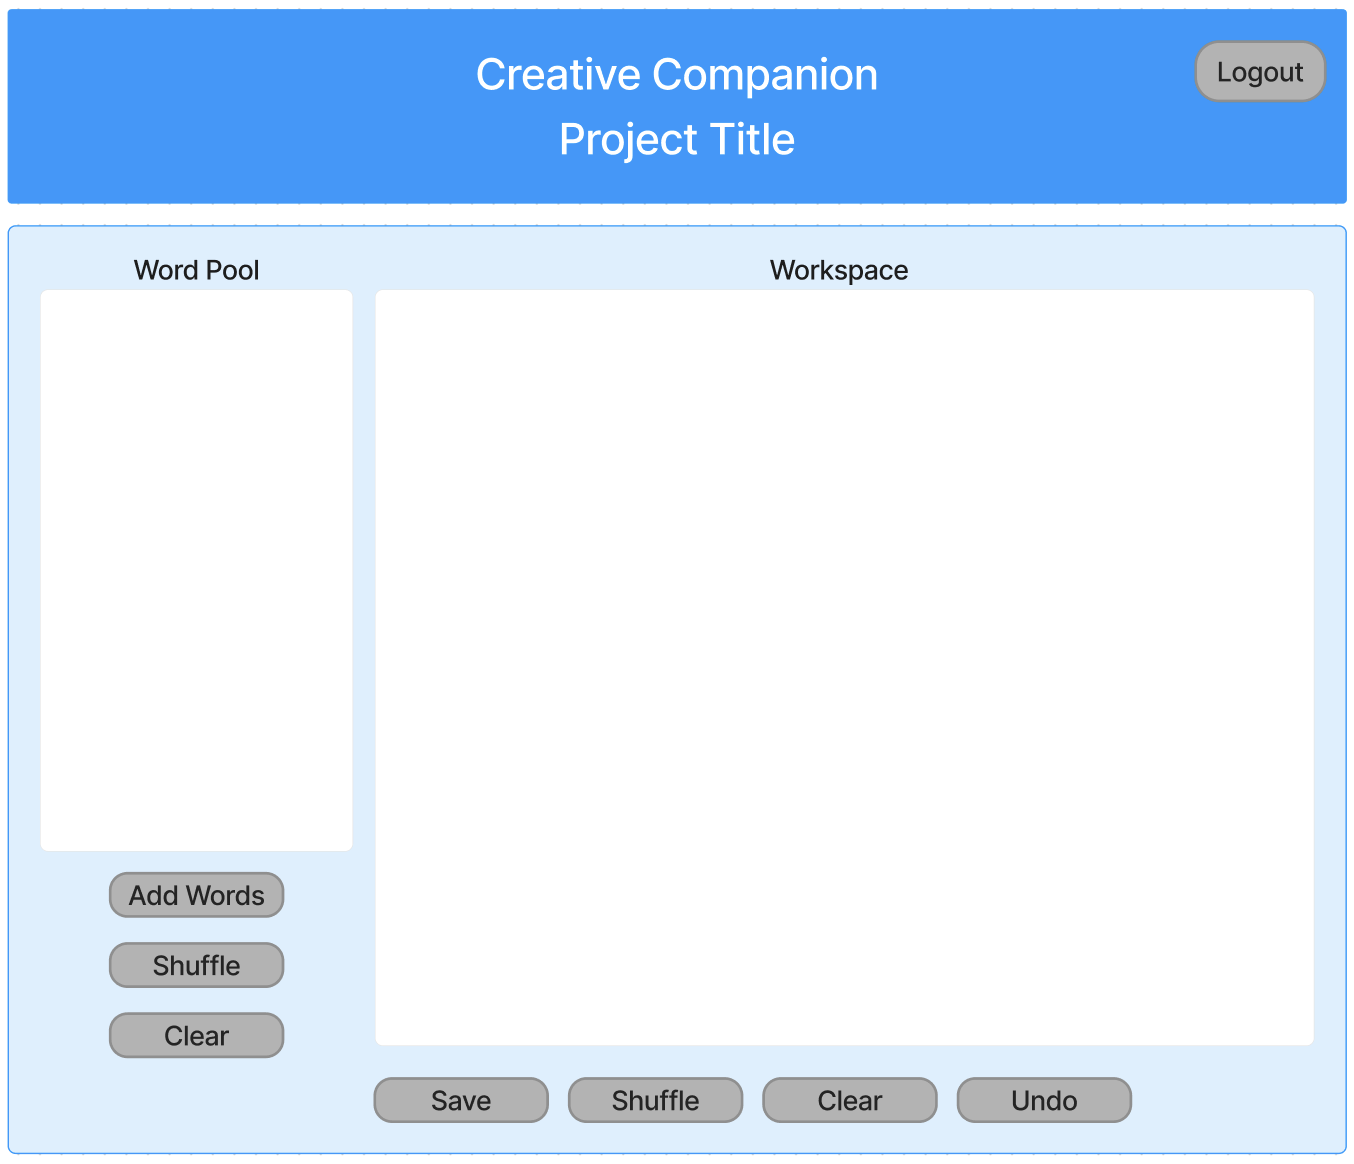 Creative Companion
Logout
Project Title
Word Pool
Workspace
Add Words
Shuffle
Clear
Save
Shuffle
Clear
Undo